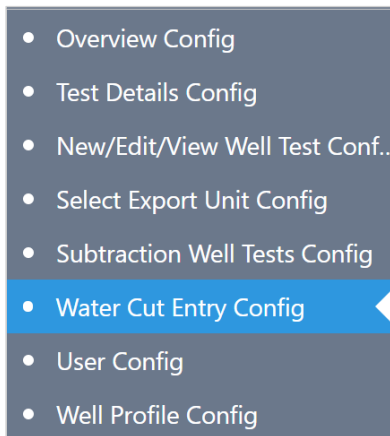 Overview Config
Test Details Config
New/Edit/View Well Test Conf..
Select Export Unit Config
Subtraction Well Tests Config
Water Cut Entry Config
User Config
Well Profile Config